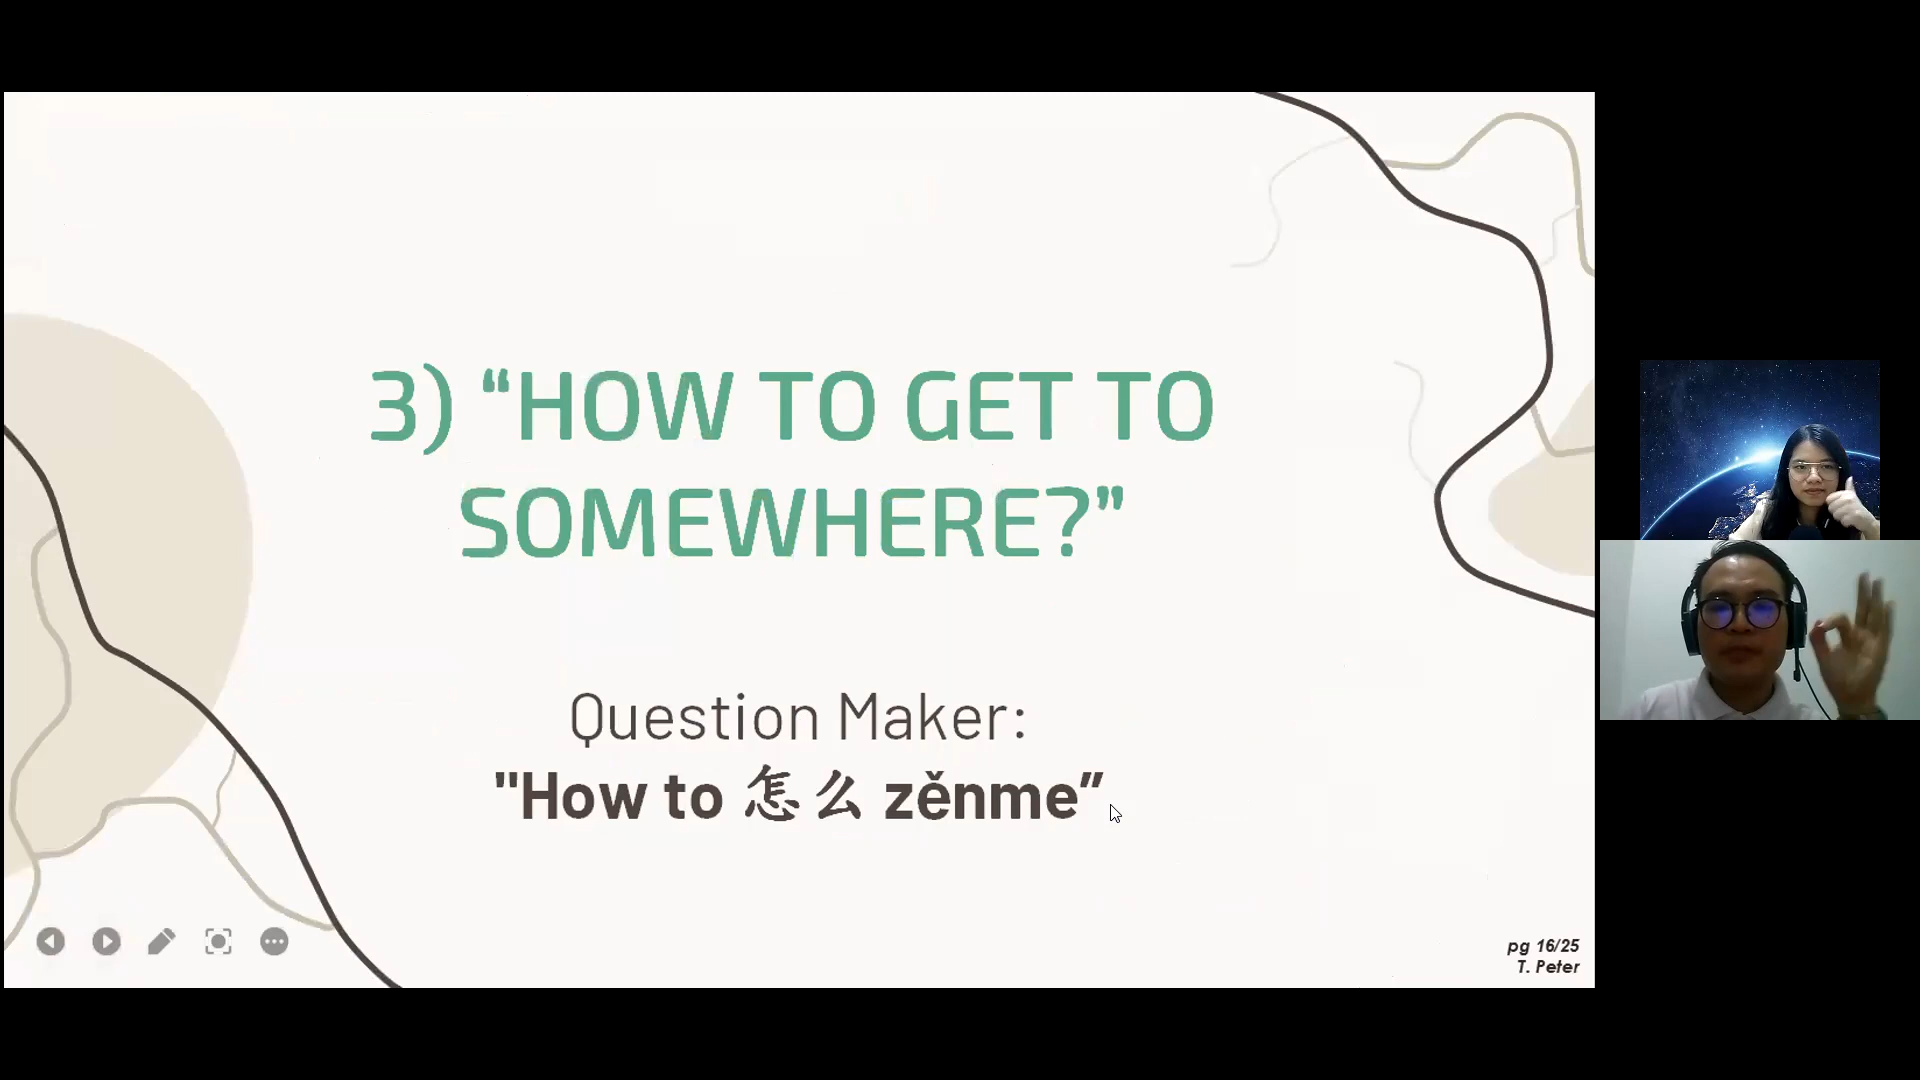 3) “HOW TO GET TO
SOMEWHERE?”
Question Maker:
"How to 怎么 zěnme”
pg 16/25
T. Peter